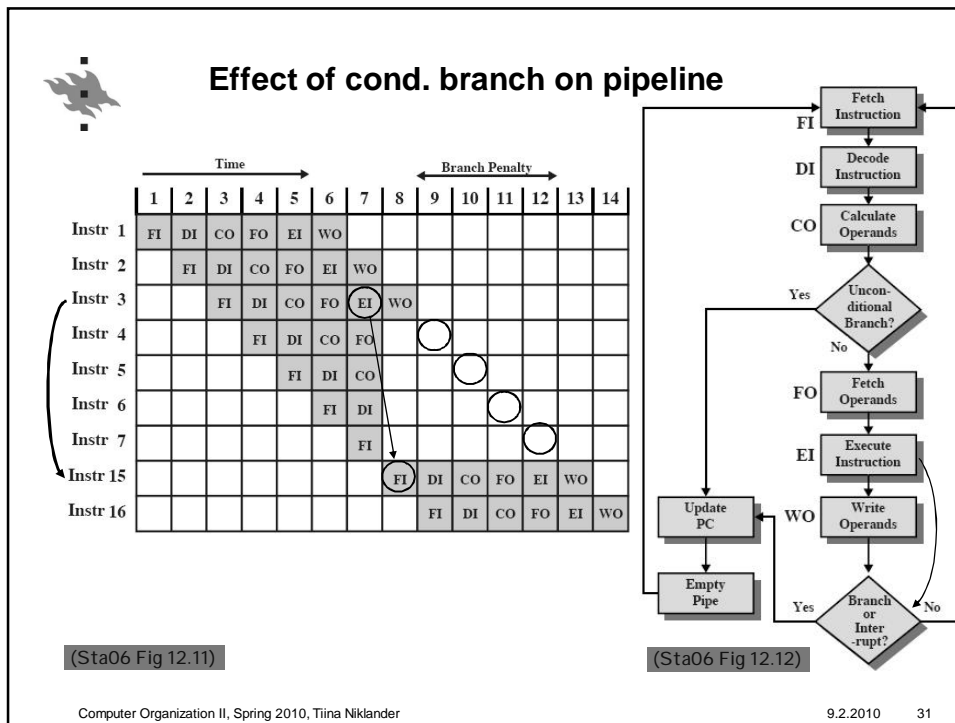 Effect of cond. branch on pipeline
Time
Branch Penalty
1 2 3 4 5 6 7 8 9 10 11 12 13 14
Instr 1 FI DI CO FO EI WO
Instr 2 FI DI CO FO EI WO
Instr 3 FI DI CO FO EI WO
Instr 4 FI DI CO FO
Instr 5 FI DI CO
Instr 6 FI DI
Instr 7 FI
Instr 15 FI DI CO FO EI WO
Instr 16 FI DI CO FO EI WO
(Sta06 Fig 12.11)
Fetch
Instruction
FI
Decode
Instruction
DI
Calculate
Operands
CO
Uncon-
ditional
Branch?
Yes
No
Fetch
Operands
FO
Execute
Instruction
EI
Write
Operands
WO
Update
PC
Empty
Pipe
Branch
or
Inter
-rupt?
Yes
No
(Sta06 Fig 12.12)
Computer Organization II, Spring 2010, Tiina Niklander
9.2.2010 31